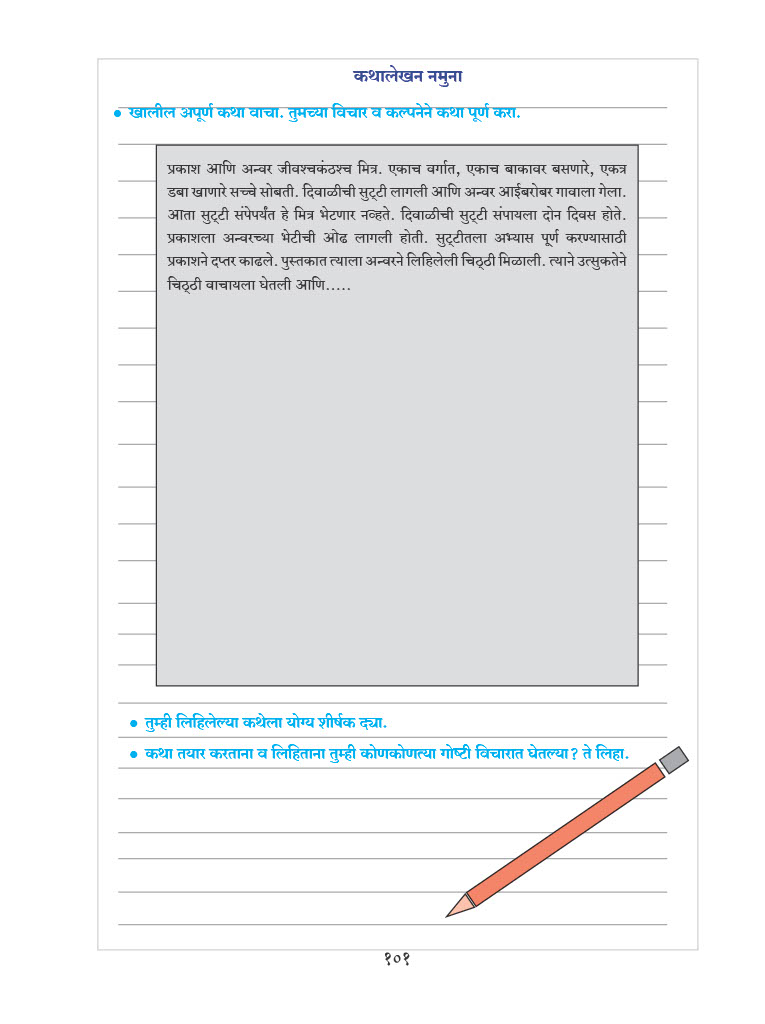 कथालेखन नमुना
● खालील अपूर्ण कथा वाचा. तुमच्या विचार व कल्पनेने कथा पूर्ण करा.
प्रकाश आणि अन्वर जीवश्चकंठश्च मित्र. एकाच वर्गात, एकाच बाकावर बसणारे, एकत्र
डबा खाणारे सच्चे सोबती. दिवाळीची सुट्टी लागली आणि अन्वर आईबरोबर गावाला गेला.
आता सुट्टी संपेपर्यंत हे मित्र भेटणार नव्हते. दिवाळीची सुट्टी संपायला दोन दिवस होते.
प्रकाशला अन्वरच्या भेटीची ओढ लागली होती. सुट्टीतला अभ्यास पूर्ण करण्यासाठी
प्रकाशने दप्तर काढले. पुस्तकात त्याला अन्वरने लिहिलेली चिठ्ठी मिळाली. त्याने उत्सुकतेने
चिठ्ठी वाचायला घेतली आणि.....
● तुम्ही लिहिलेल्या कथेला योग्य शीर्षक द्या.
● कथा तयार करताना व लिहिताना तुम्ही कोणकोणत्या गोष्टी विचारात घेतल्या? ते लिहा.
१०१